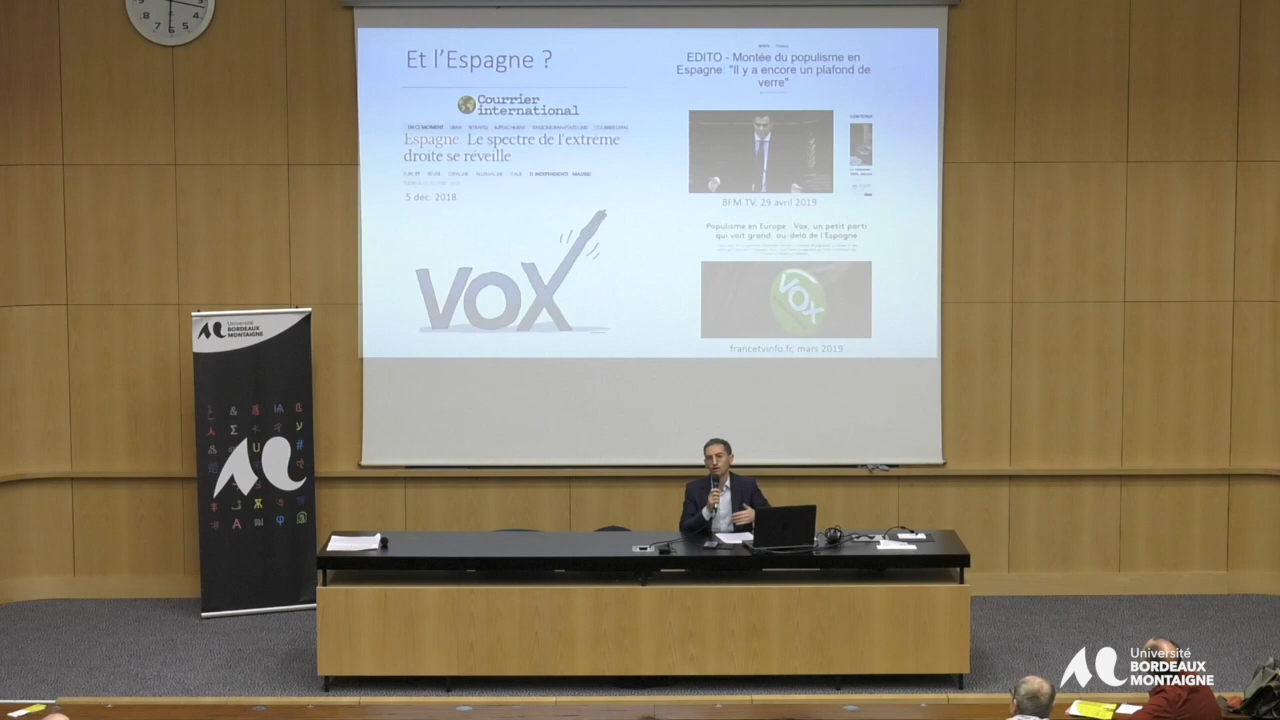 Et l'Espagne ?
Courrier
international
EN CE MOMENT
Espagne. Le spectre de l'extrême
droite se réveille
5 déc. 2018
VOX
EDITO - Montée du populisme en
Espagne: "Il y a encore un plafond de
verre"
BFM TV, 29 avril 2019
Populisme en Europe : Vox, un petit parti
qui voit grand au-delà de l'Espagne
VOX
francetvinfo.fr, mars 2019
Université
BORDEAUX
MONTAIGNE
Université
BORDEAUX
MONTAIGNE